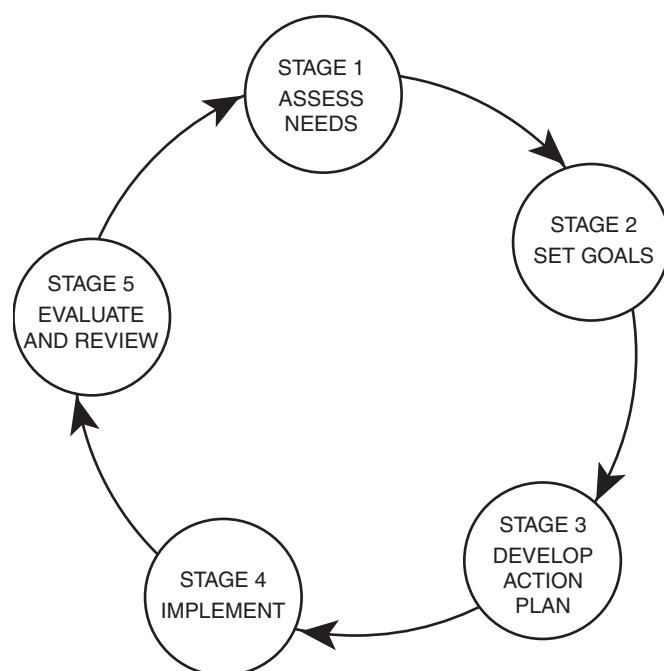 STAGE 1
ASSESS
NEEDS
STAGE 2
SET GOALS
STAGE 3
DEVELOP
ACTION
PLAN
STAGE 4
IMPLEMENT
STAGE 5
EVALUATE
AND REVIEW